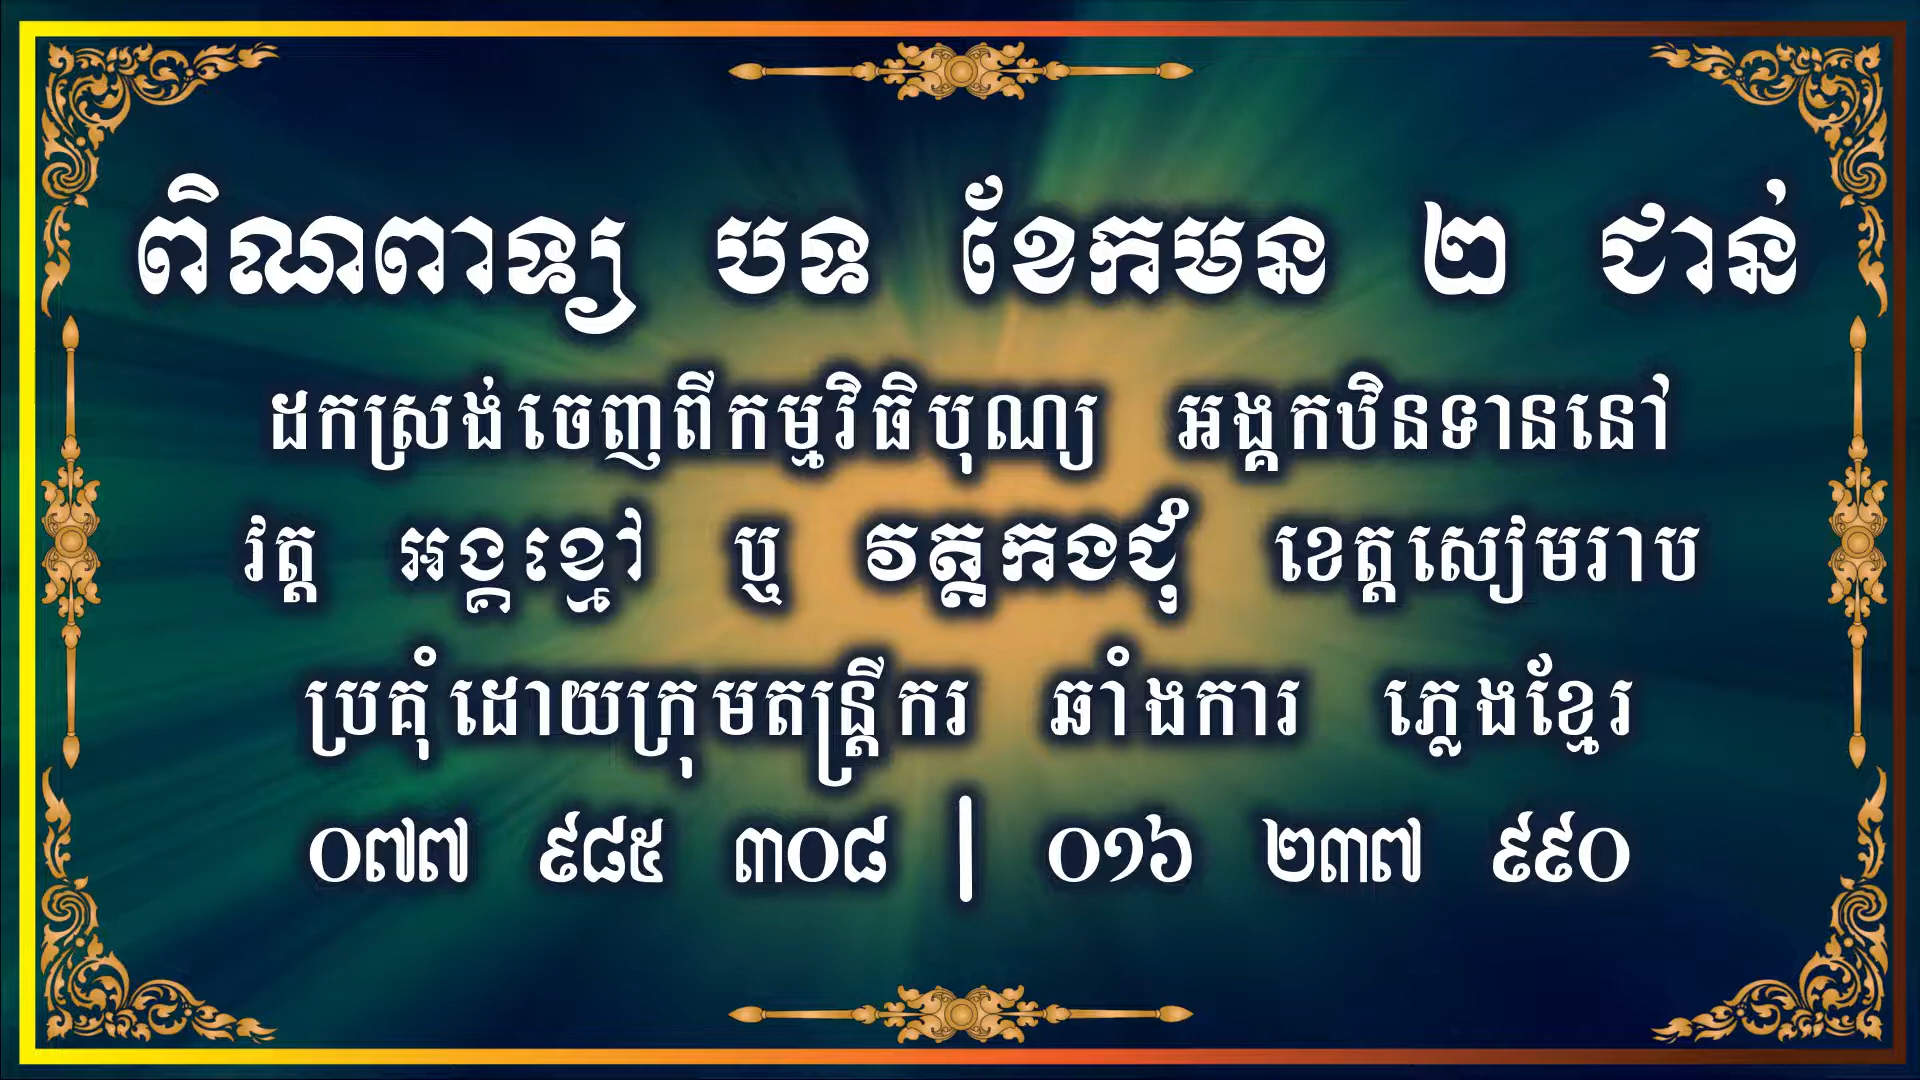 ពិណពាទ្យ បទ ខែកមន ២ ជាន់
ដកស្រង់ចេញពីកម្មវិធិបុណ្យ អង្គកឋិនទាននៅ
វត្ត អង្គខ្មៅ ឬ វត្តកងជុំ ខេត្តសៀមរាប
ប្រគុំដោយក្រុមតន្ត្រីករ ឆាំងការ ភ្លេងខ្មែរ
០៧៧ ៩៨៥ ៣០៨ | ០១៦ ២៣៧ ៩៩០